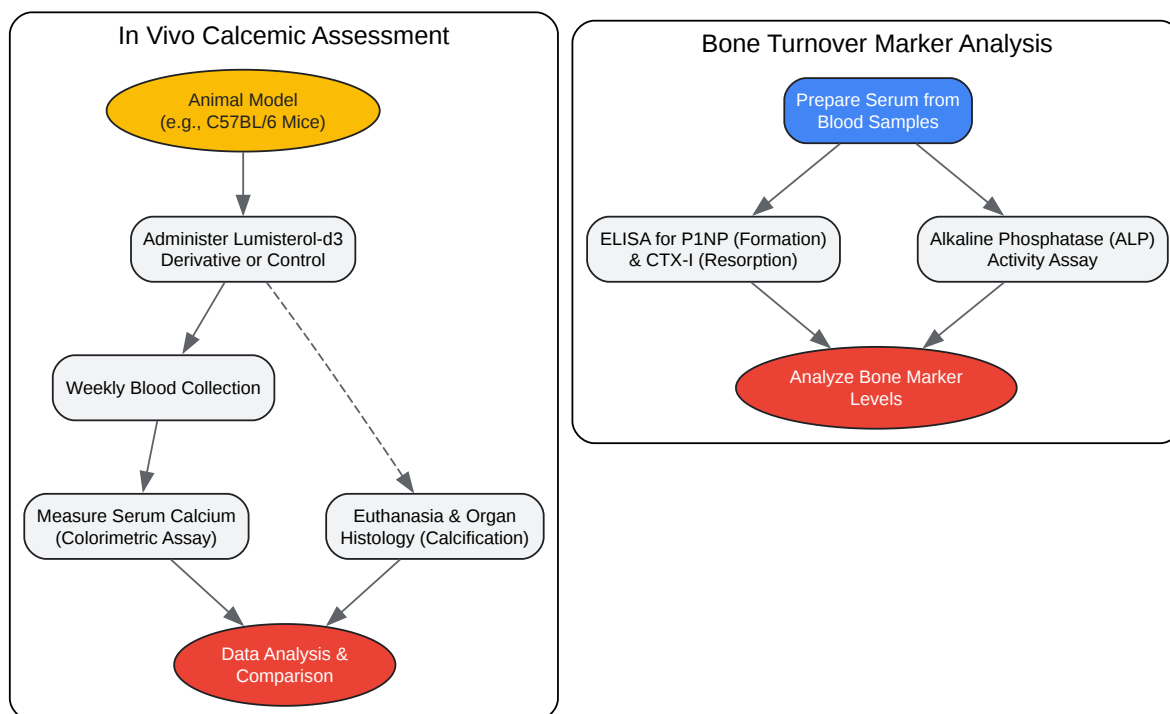 In Vivo Calcemic Assessment
Animal Model
(e.g., C57BL/6 Mice)
Administer Lumisterol-d3
Derivative or Control
Weekly Blood Collection
Measure Serum Calcium
(Colorimetric Assay)
Euthanasia & Organ
Histology (Calcification)
Data Analysis &
Comparison
Bone Turnover Marker Analysis
Prepare Serum from
Blood Samples
ELISA for P1NP (Formation)
& CTX-I (Resorption)
Alkaline Phosphatase (ALP)
Activity Assay
Analyze Bone Marker
Levels